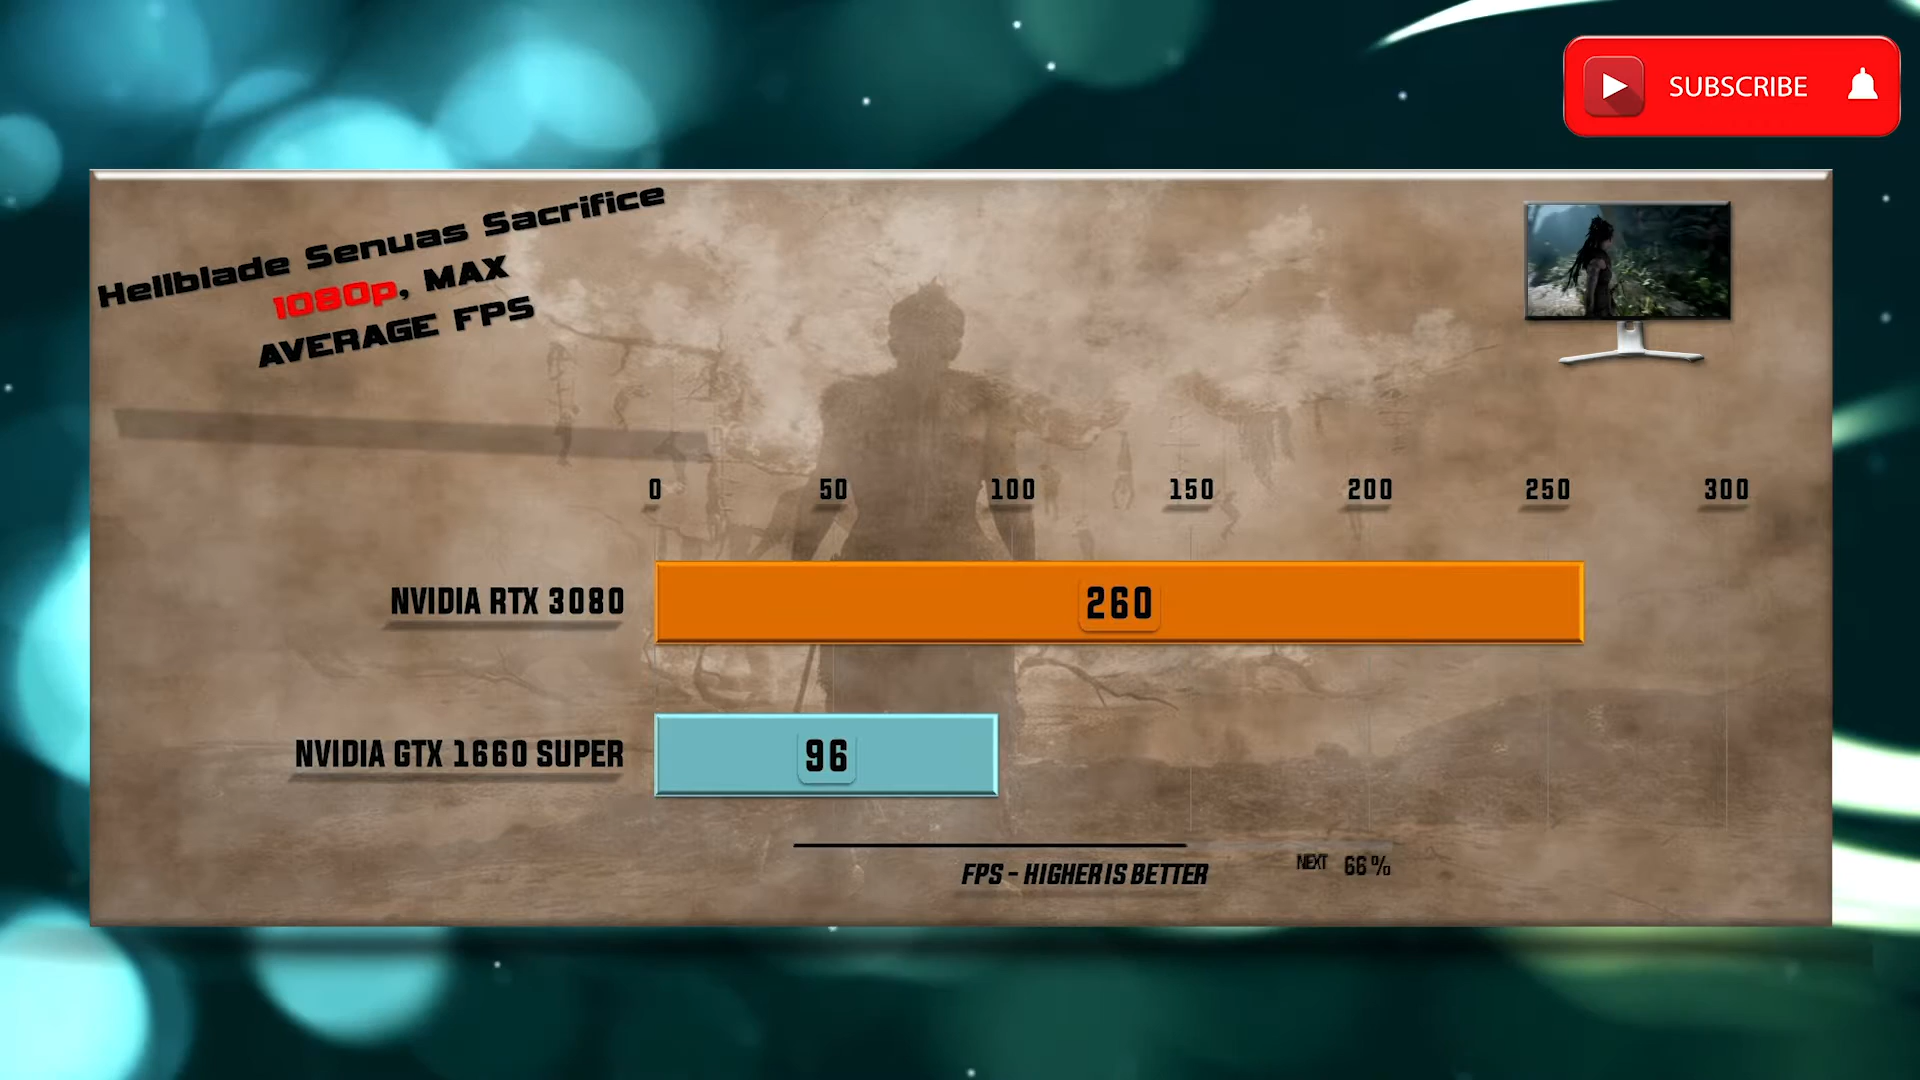 SUBSCRIBE
Hellblade Senuas Sacrifice
1080p, MAX
AVERAGE FPS
0 50 100 150 200 250 300
NVIDIA RTX 3080 260
NVIDIA GTX 1660 SUPER 96
FPS - HIGHER IS BETTER
NEXT 66%